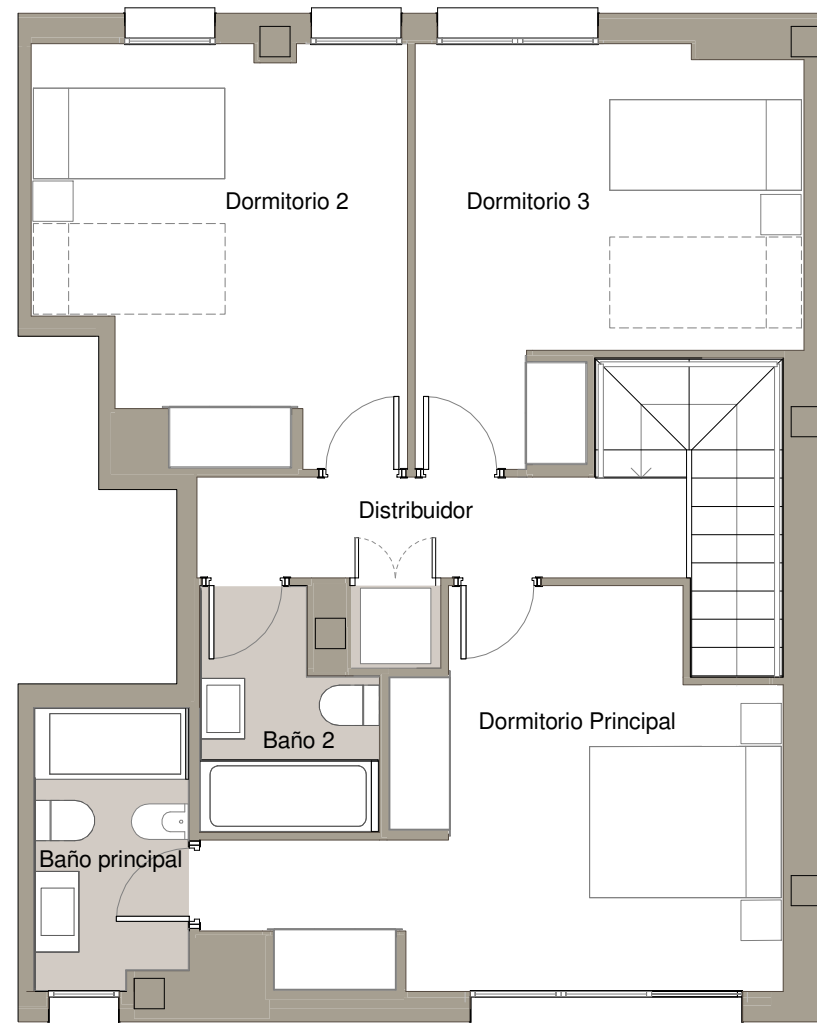 Dormitorio 2
Dormitorio 3
Distribuidor
Dormitorio Principal
Baño 2
Baño principal